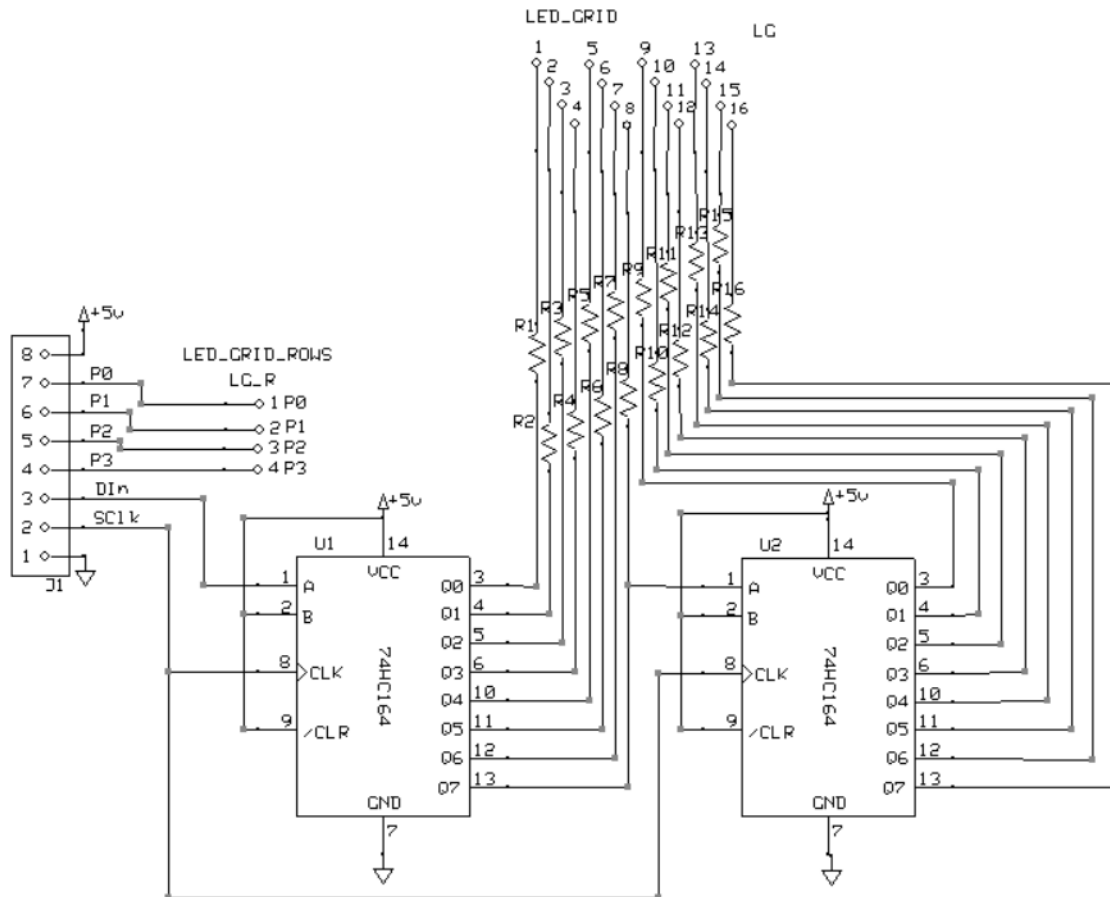 LED_GRID
LG
1 5 9 13
2 6 10 14
3 7 11 15
4 8 12 16
R15
R13
R11
R9
R7
R5
R3
R1
R16
R14
R12
R10
R8
R6
R4
R2
+5v
8
7 P0
6 P1
5 P2
4 P3
3 DIn
2 SClk
1
J1
LED_GRID_ROWS
LG_R
1 P0
2 P1
3 P2
4 P3
+5v
U1 14
VCC
1 A Q0 3
2 B Q1 4
Q2 5
8 CLK Q3 6
74HC164
Q4 10
9 /CLR Q5 11
Q6 12
Q7 13
GND
7
+5v
U2 14
VCC
1 A Q0 3
2 B Q1 4
Q2 5
8 CLK Q3 6
74HC164
Q4 10
9 /CLR Q5 11
Q6 12
Q7 13
GND
7